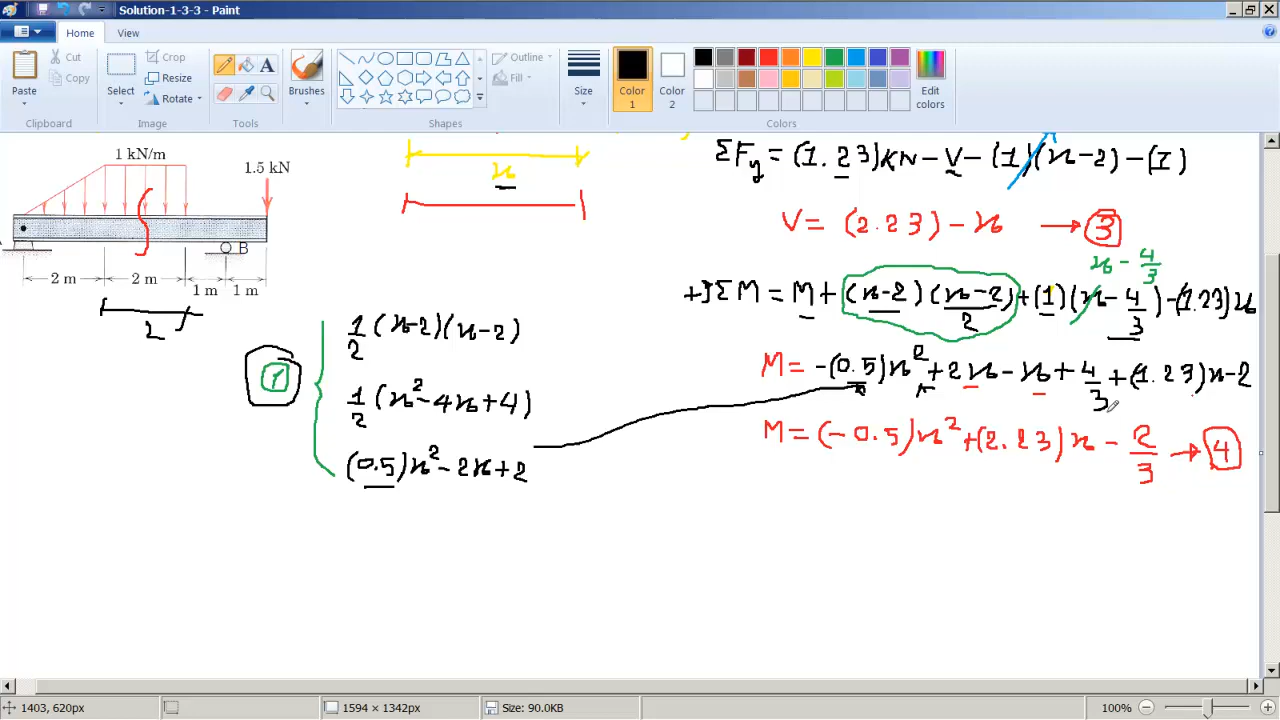 Solution-1-3-3 - Paint
Home View
Paste
Cut
Copy
Clipboard
Select
Crop
Resize
Rotate
Image
Tools
Brushes
Shapes
Outline
Fill
Size
Color 1
Color 2
Edit colors
Colors
1 kN/m
1.5 kN
B
2 m 2 m 1 m 1 m
2
x
ΣFy = (1.23)KN - V - (1)(x-2) - (1)
V = (2.23) - x → 3
x - 4/3
+ ΣM = M + (x-2)(x-2)/2 + (1)(x - 4/3) - (1.23)x
M = -(0.5)x² + 2x - x + 4/3 + (1.23)x - 2
M = (-0.5)x² + (2.23)x - 2/3 → 4
1
1/2 (x-2)(x-2)
1/2 (x² - 4x + 4)
(0.5)x² - 2x + 2
1403, 620px
1594 × 1342px
Size: 90.0KB
100%